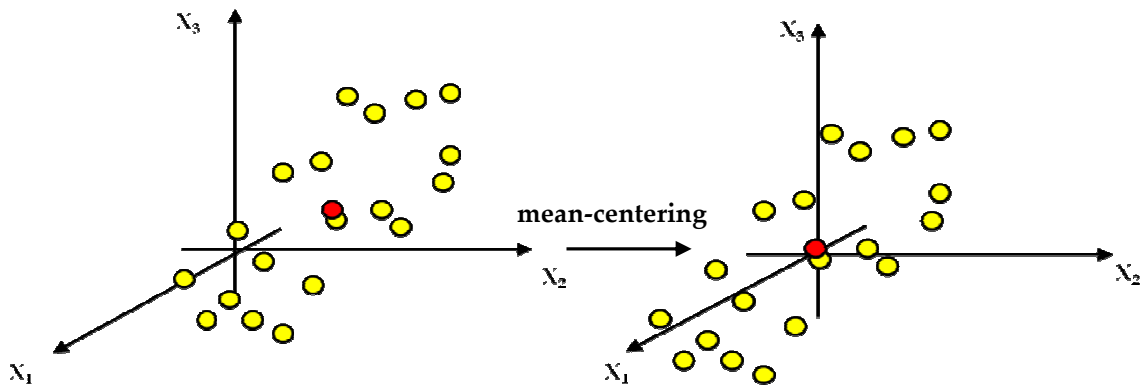 X₃
X₂
X₁
mean-centering
X₃
X₂
X₁